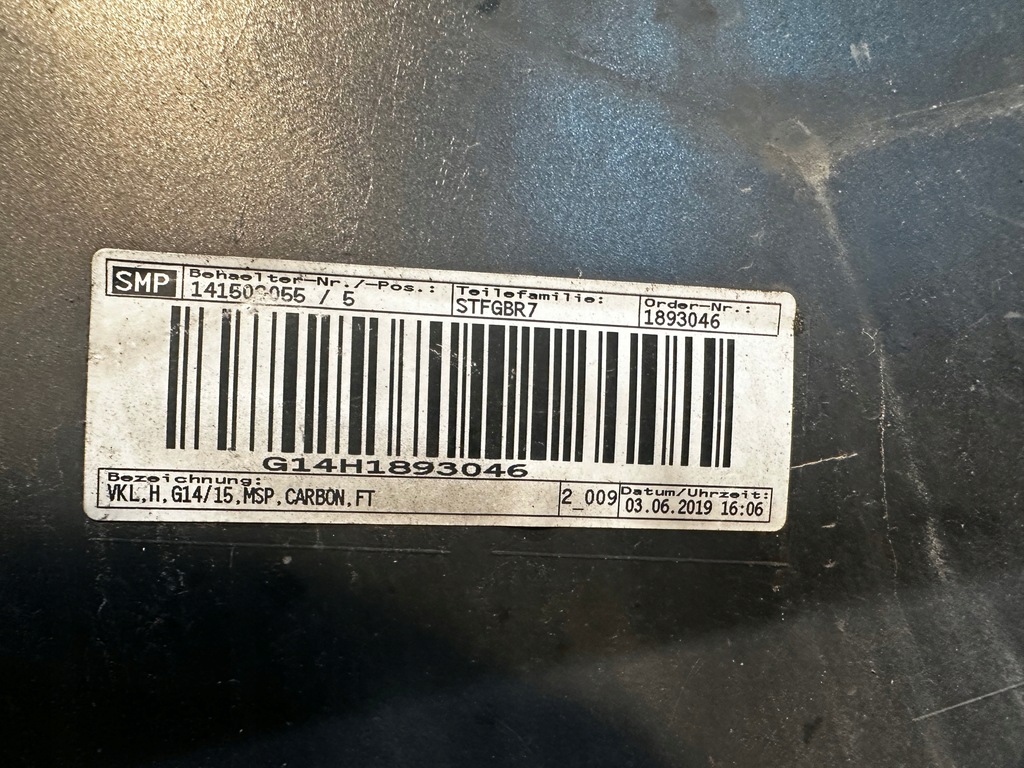 SMP
Behaelter-Nr./-Pos.:
/ 5
Teilefamilie:
STFGBR7
Order-Nr.:
1893046
G14H1893046
Bezeichnung:
VKL,H,G14/15,MSP,CARBON,FT
2_009
Datum/Uhrzeit:
03.06.2019 16:06